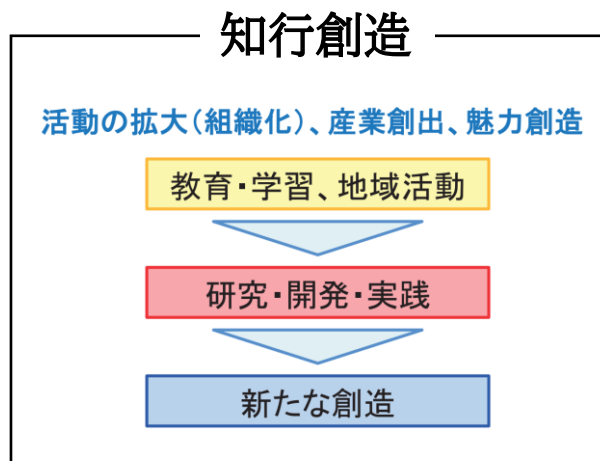 知行創造
活動の拡大(組織化)、産業創出、魅力創造
教育・学習、地域活動
研究・開発・実践
新たな創造